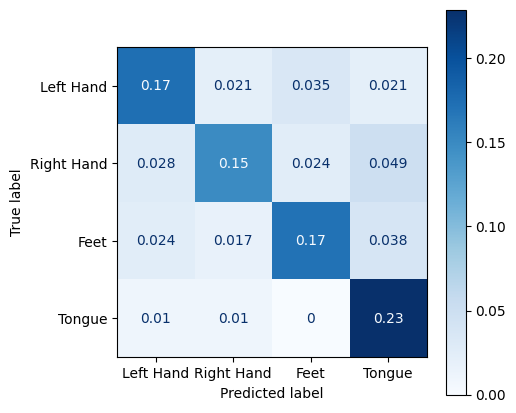 Left Hand 0.17 0.021 0.035 0.021
Right Hand 0.028 0.15 0.024 0.049
Feet 0.024 0.017 0.17 0.038
Tongue 0.01 0.01 0 0.23
Left Hand Right Hand Feet Tongue
Predicted label
True label
0.20
0.15
0.10
0.05
0.00